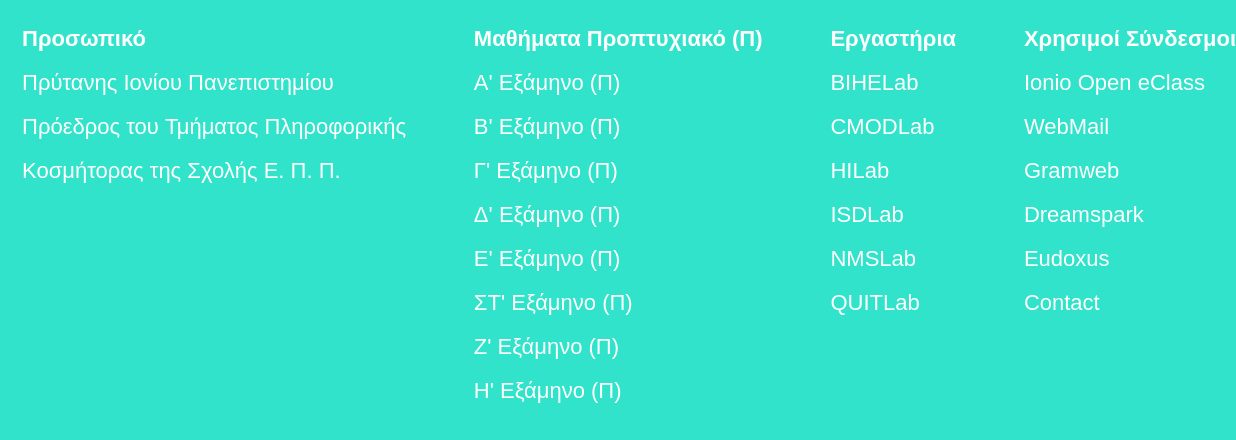 Προσωπικό
Πρύτανης Ιονίου Πανεπιστημίου
Πρόεδρος του Τμήματος Πληροφορικής
Κοσμήτορας της Σχολής Ε. Π. Π.
Μαθήματα Προπτυχιακό (Π)
Α' Εξάμηνο (Π)
Β' Εξάμηνο (Π)
Γ' Εξάμηνο (Π)
Δ' Εξάμηνο (Π)
Ε' Εξάμηνο (Π)
ΣΤ' Εξάμηνο (Π)
Ζ' Εξάμηνο (Π)
Η' Εξάμηνο (Π)
Εργαστήρια
BIHELab
CMODLab
HILab
ISDLab
NMSLab
QUITLab
Χρησιμοί Σύνδεσμοι
Ionio Open eClass
WebMail
Gramweb
Dreamspark
Eudoxus
Contact